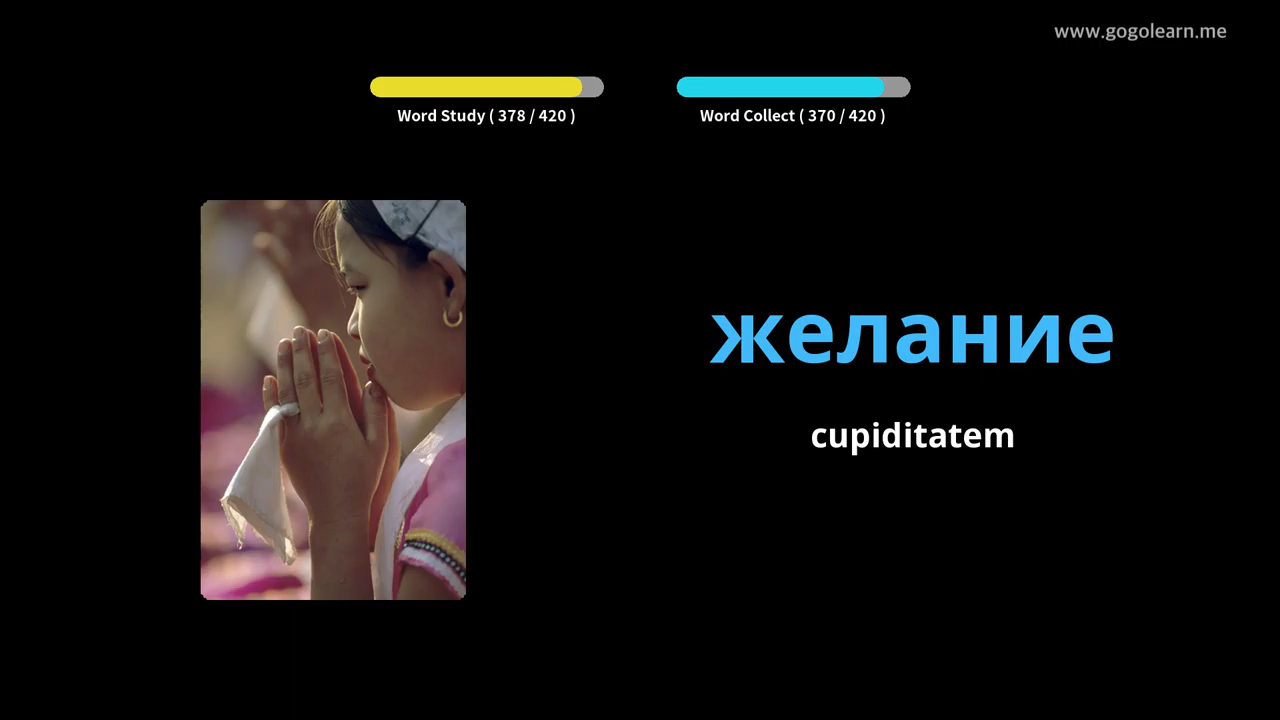 www.gogolearn.me
Word Study ( 378 / 420 )
Word Collect ( 370 / 420 )
желание
cupiditatem